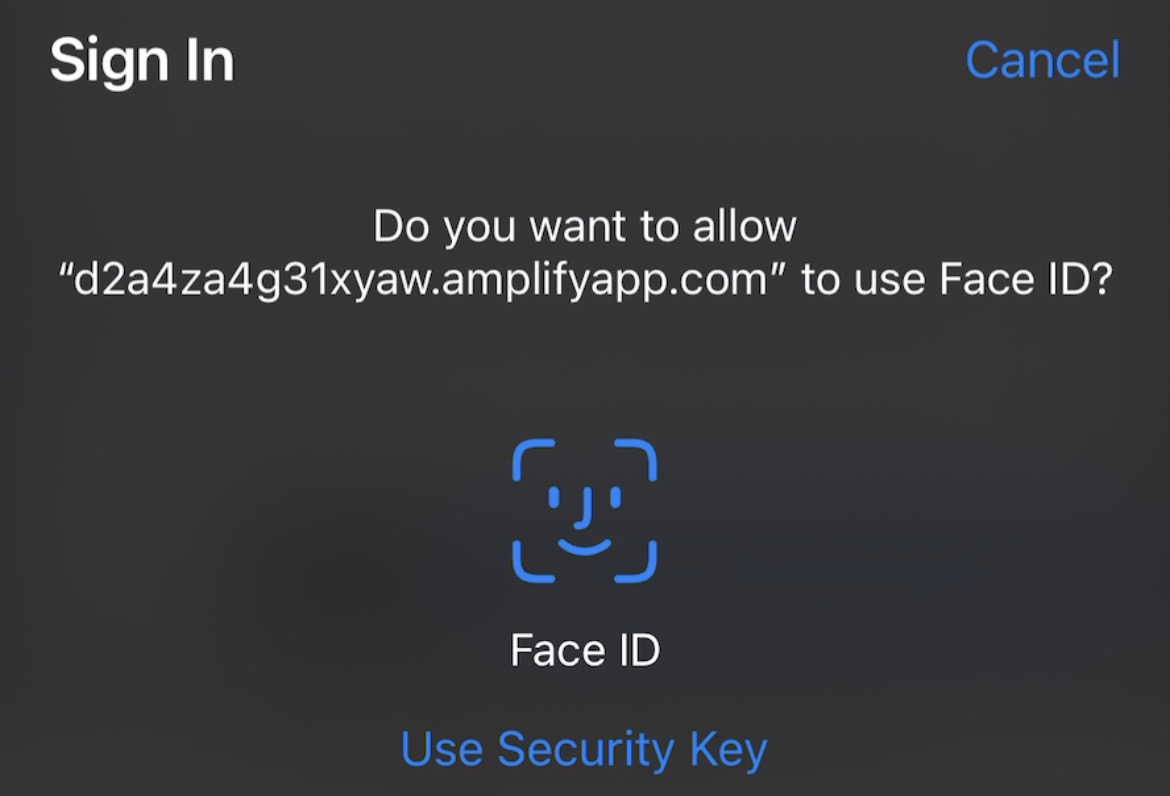 Sign In
Cancel
Do you want to allow
“d2a4za4g31xyaw.amplifyapp.com” to use Face ID?
Face ID
Use Security Key